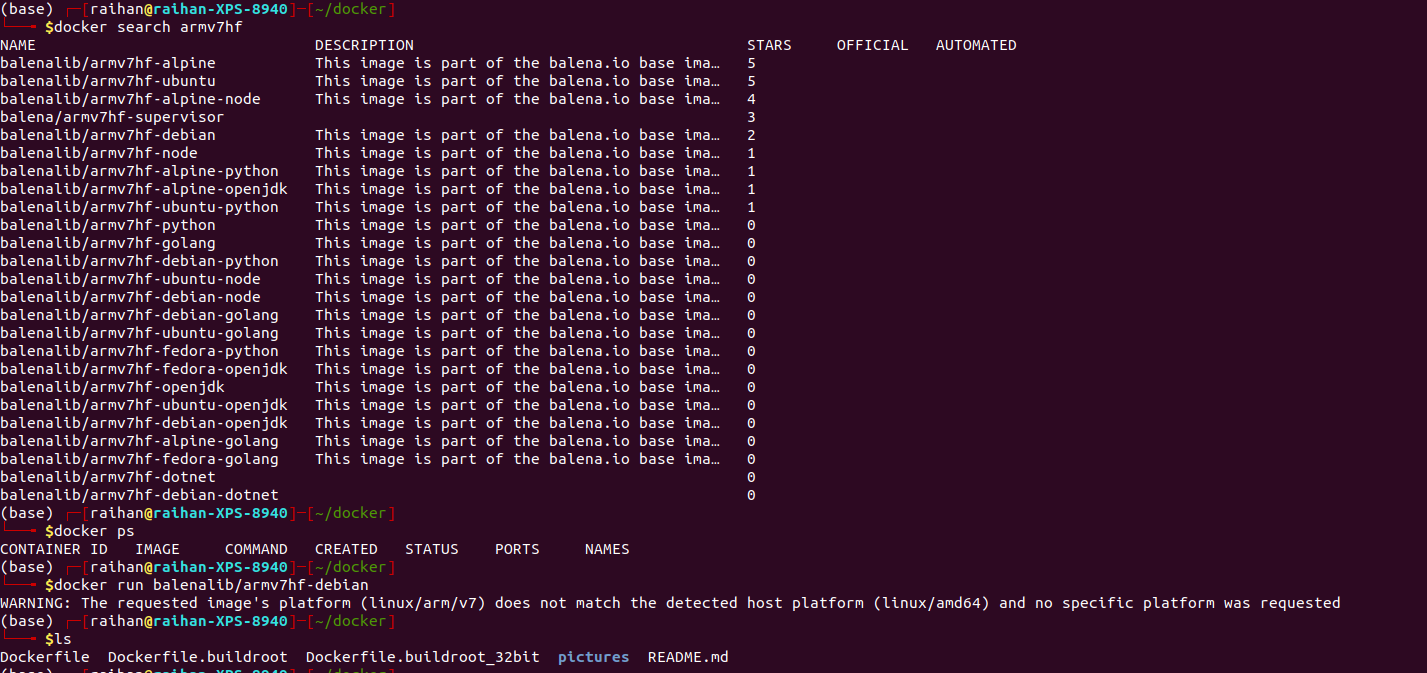 (base) ┌─[raihan@raihan-XPS-8940]─[~/docker]
└──╼ $docker search armv7hf
NAME DESCRIPTION STARS OFFICIAL AUTOMATED
balenalib/armv7hf-alpine This image is part of the balena.io base ima… 5
balenalib/armv7hf-ubuntu This image is part of the balena.io base ima… 5
balenalib/armv7hf-alpine-node This image is part of the balena.io base ima… 4
balena/armv7hf-supervisor 3
balenalib/armv7hf-debian This image is part of the balena.io base ima… 2
balenalib/armv7hf-node This image is part of the balena.io base ima… 1
balenalib/armv7hf-alpine-python This image is part of the balena.io base ima… 1
balenalib/armv7hf-alpine-openjdk This image is part of the balena.io base ima… 1
balenalib/armv7hf-ubuntu-python This image is part of the balena.io base ima… 1
balenalib/armv7hf-python This image is part of the balena.io base ima… 0
balenalib/armv7hf-golang This image is part of the balena.io base ima… 0
balenalib/armv7hf-debian-python This image is part of the balena.io base ima… 0
balenalib/armv7hf-ubuntu-node This image is part of the balena.io base ima… 0
balenalib/armv7hf-debian-node This image is part of the balena.io base ima… 0
balenalib/armv7hf-debian-golang This image is part of the balena.io base ima… 0
balenalib/armv7hf-ubuntu-golang This image is part of the balena.io base ima… 0
balenalib/armv7hf-fedora-python This image is part of the balena.io base ima… 0
balenalib/armv7hf-fedora-openjdk This image is part of the balena.io base ima… 0
balenalib/armv7hf-openjdk This image is part of the balena.io base ima… 0
balenalib/armv7hf-ubuntu-openjdk This image is part of the balena.io base ima… 0
balenalib/armv7hf-debian-openjdk This image is part of the balena.io base ima… 0
balenalib/armv7hf-alpine-golang This image is part of the balena.io base ima… 0
balenalib/armv7hf-fedora-golang This image is part of the balena.io base ima… 0
balenalib/armv7hf-dotnet 0
balenalib/armv7hf-debian-dotnet 0
(base) ┌─[raihan@raihan-XPS-8940]─[~/docker]
└──╼ $docker ps
CONTAINER ID IMAGE COMMAND CREATED STATUS PORTS NAMES
(base) ┌─[raihan@raihan-XPS-8940]─[~/docker]
└──╼ $docker run balenalib/armv7hf-debian
WARNING: The requested image's platform (linux/arm/v7) does not match the detected host platform (linux/amd64) and no specific platform was requested
(base) ┌─[raihan@raihan-XPS-8940]─[~/docker]
└──╼ $ls
Dockerfile Dockerfile.buildroot Dockerfile.buildroot_32bit pictures README.md
(base) ┌─[raihan@raihan-XPS-8940]─[~/docker]